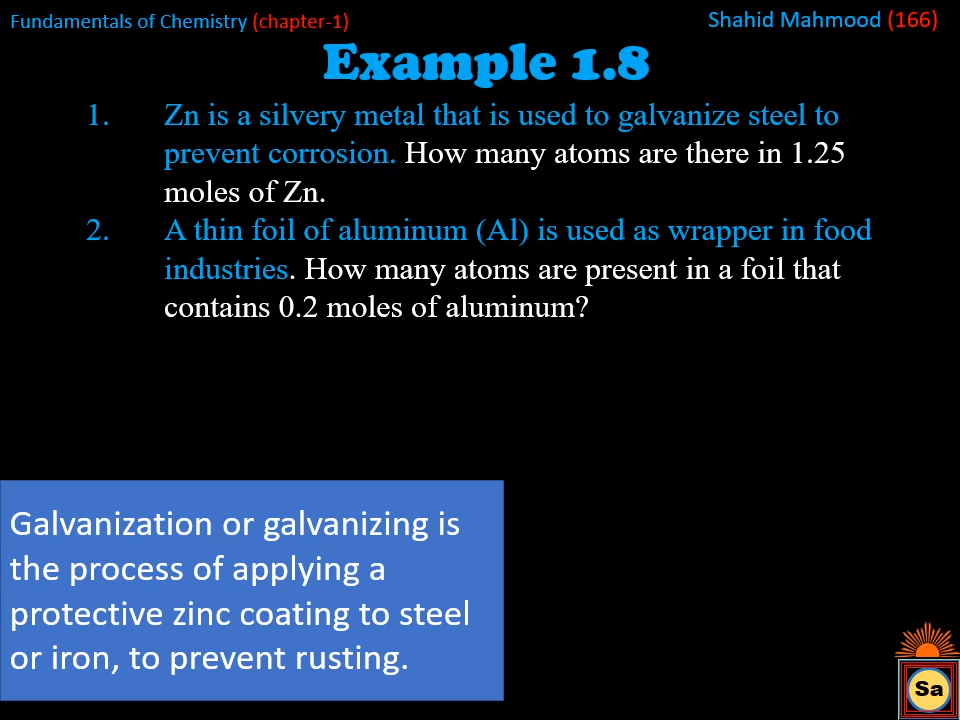 Fundamentals of Chemistry (chapter-1)
Shahid Mahmood (166)
Example 1.8
1. Zn is a silvery metal that is used to galvanize steel to
prevent corrosion. How many atoms are there in 1.25
moles of Zn.
2. A thin foil of aluminum (Al) is used as wrapper in food
industries. How many atoms are present in a foil that
contains 0.2 moles of aluminum?
Galvanization or galvanizing is
the process of applying a
protective zinc coating to steel
or iron, to prevent rusting.
Sa